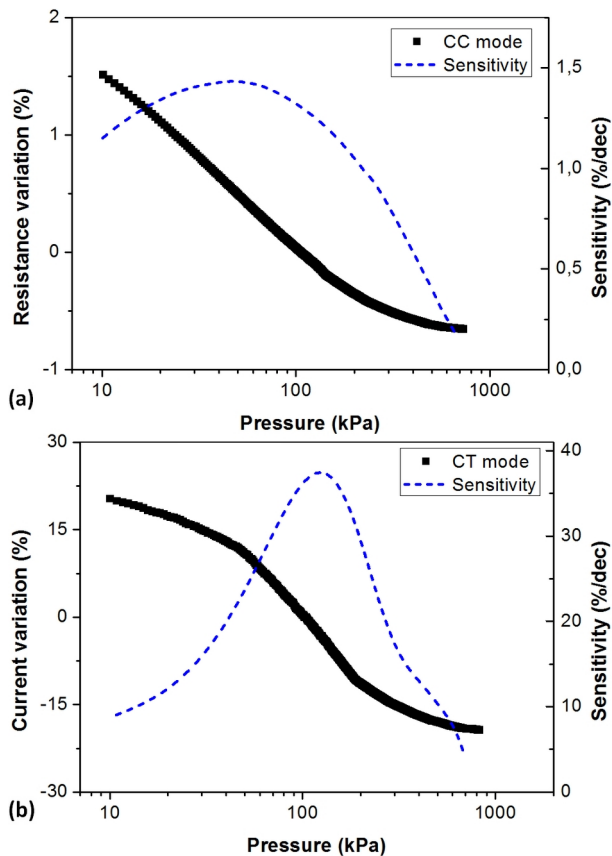 2
1
0
-1
Resistance variation (%)
CC mode
Sensitivity
1,5
1,0
0,5
0,0
Sensitivity (%/dec)
10
100
1000
Pressure (kPa)
(a)
30
15
0
-15
-30
Current variation (%)
CT mode
Sensitivity
40
30
20
10
0
Sensitivity (%/dec)
10
100
1000
Pressure (kPa)
(b)